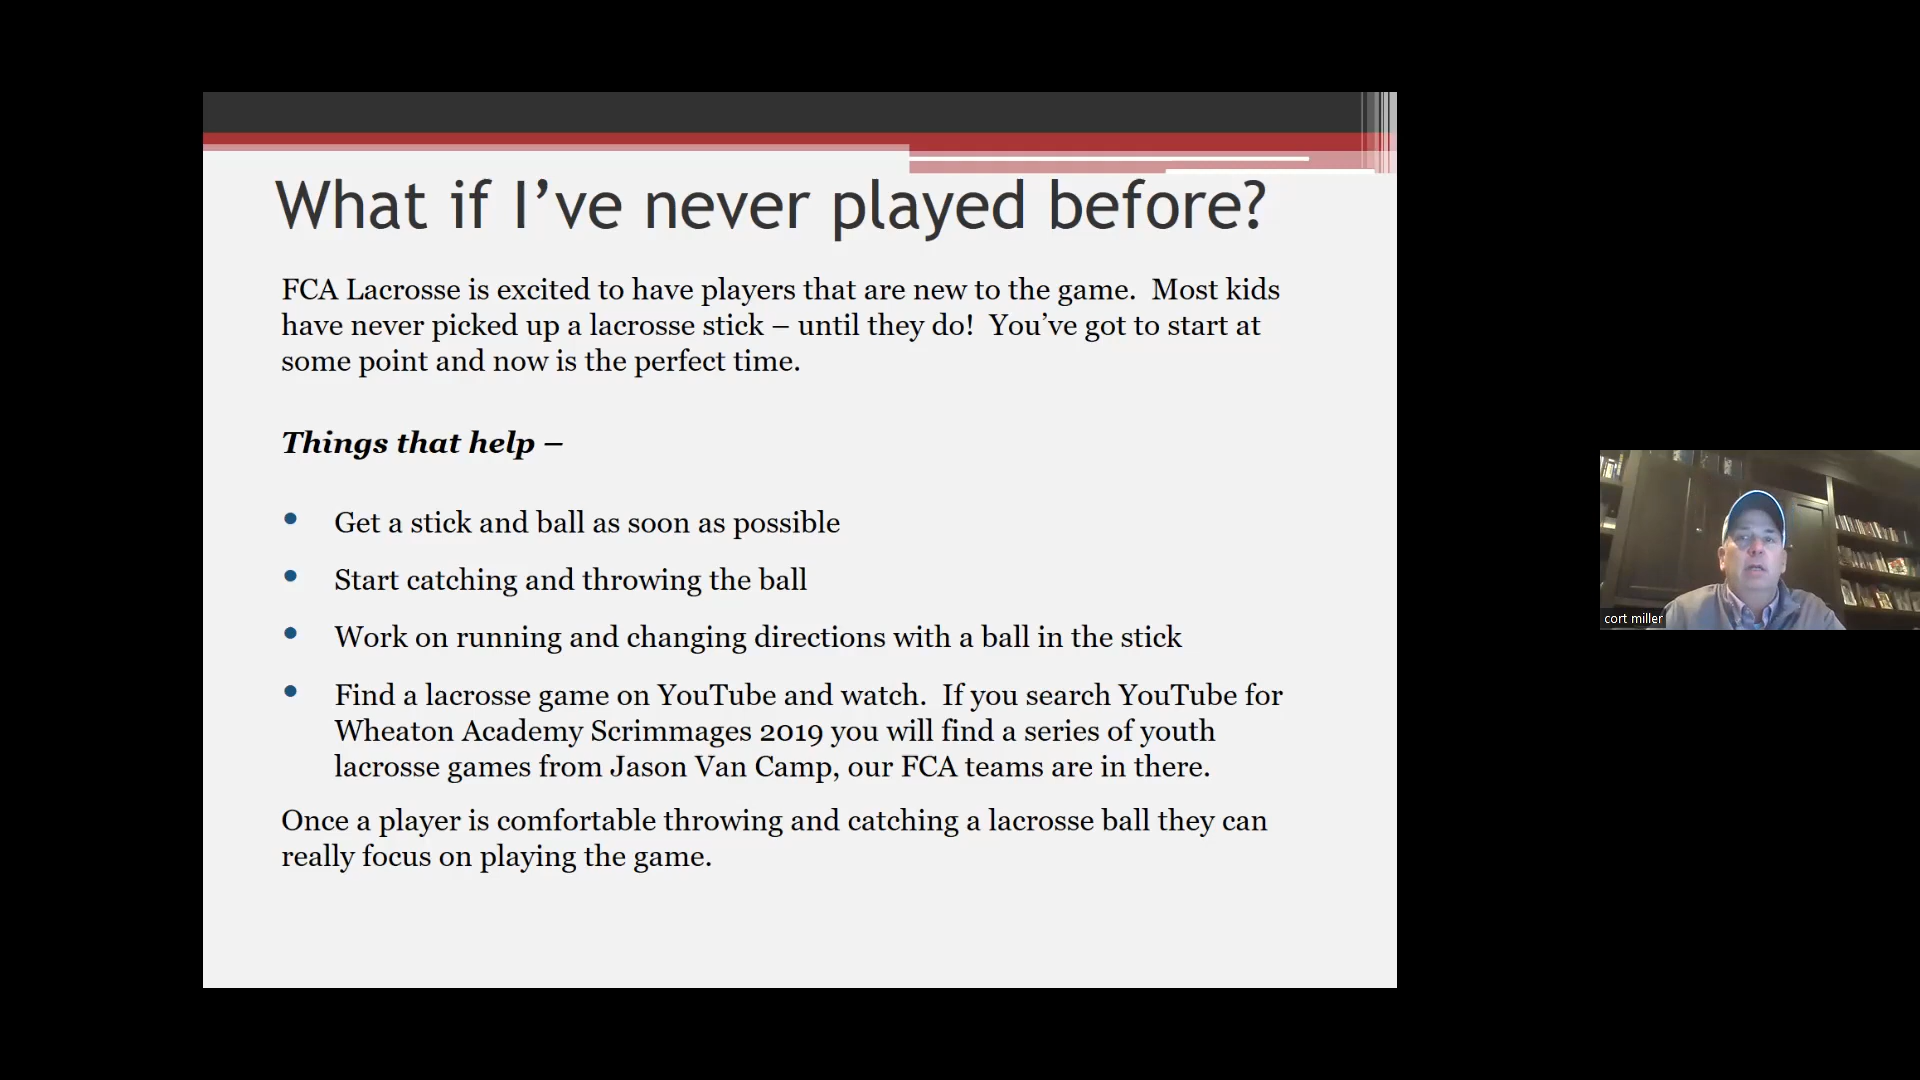 What if I’ve never played before?
FCA Lacrosse is excited to have players that are new to the game.  Most kids
have never picked up a lacrosse stick – until they do!  You’ve got to start at
some point and now is the perfect time.
Things that help –
• Get a stick and ball as soon as possible
• Start catching and throwing the ball
• Work on running and changing directions with a ball in the stick
• Find a lacrosse game on YouTube and watch.  If you search YouTube for
Wheaton Academy Scrimmages 2019 you will find a series of youth
lacrosse games from Jason Van Camp, our FCA teams are in there.
Once a player is comfortable throwing and catching a lacrosse ball they can
really focus on playing the game.
cort miller